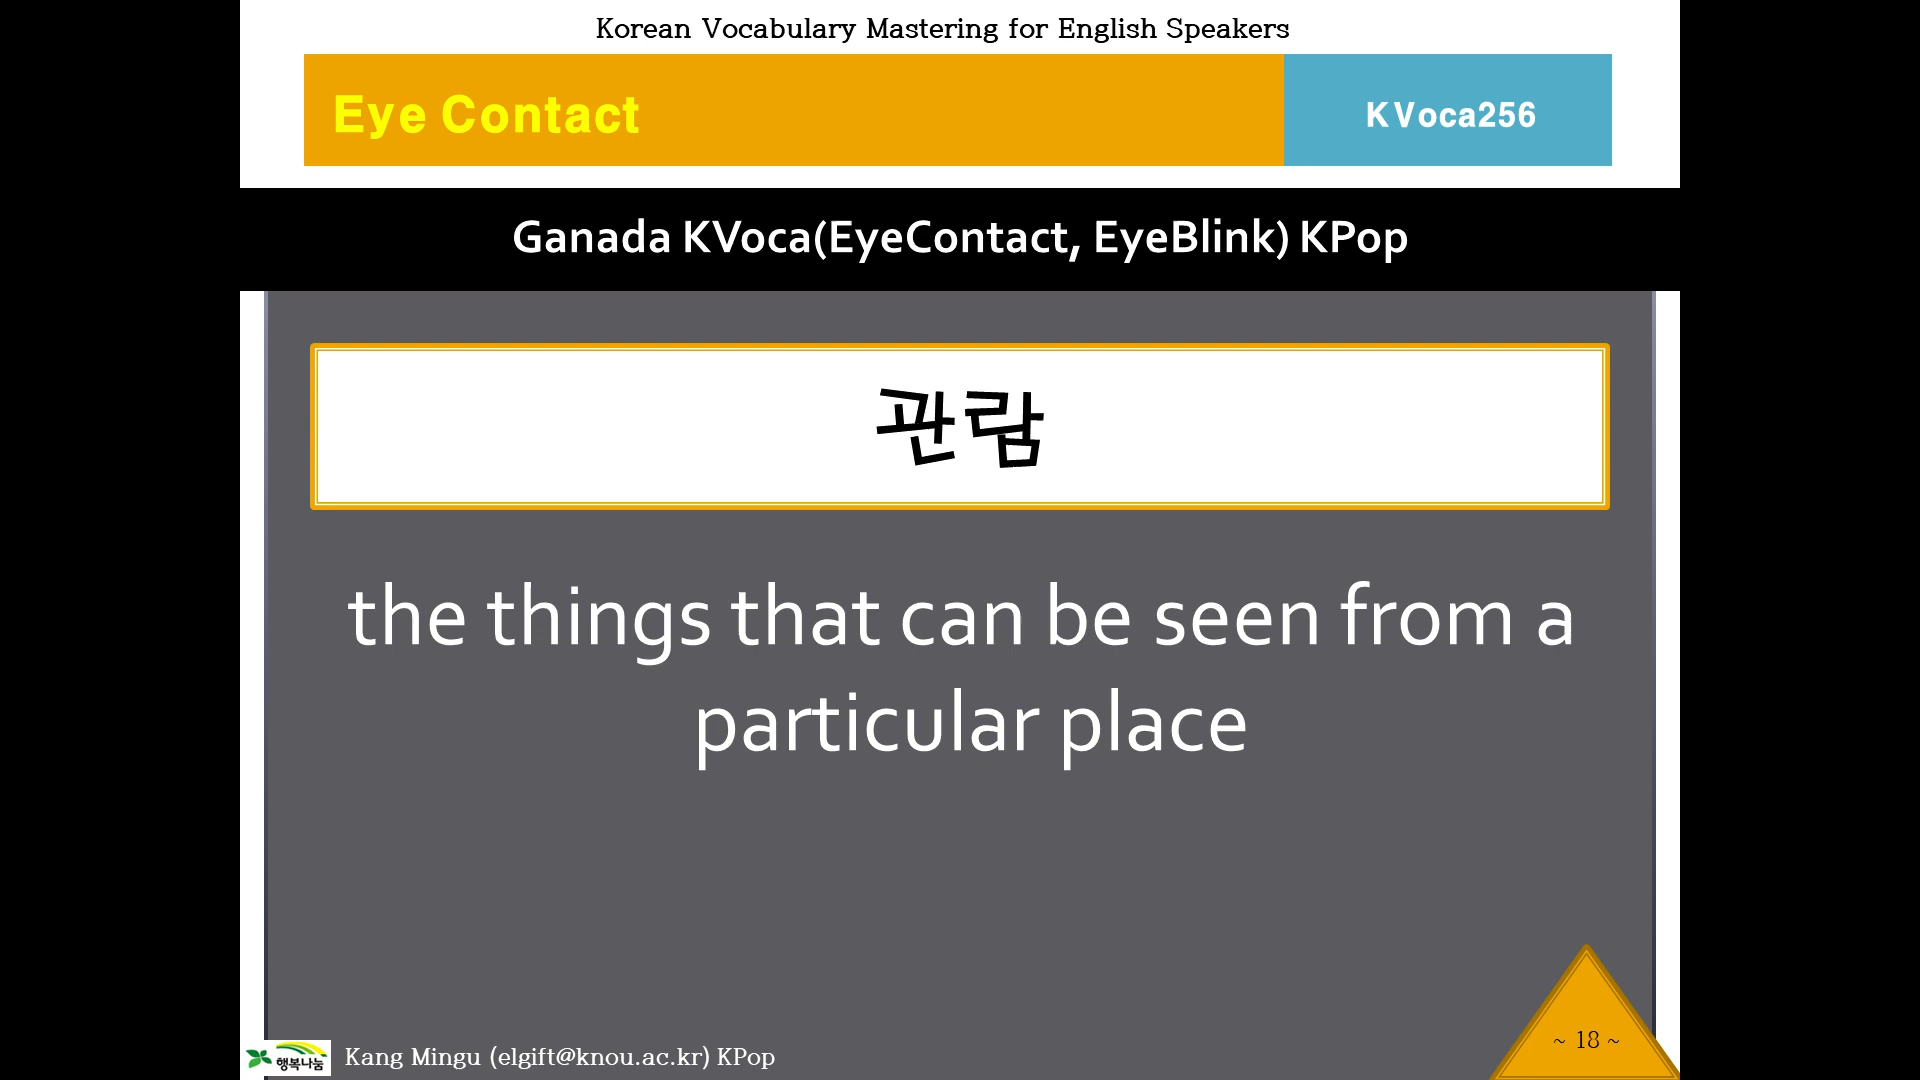 Korean Vocabulary Mastering for English Speakers
Eye Contact
KVoca256
Ganada KVoca(EyeContact, EyeBlink) KPop
관람
the things that can be seen from a
particular place
행복나눔
Kang Mingu (elgift@knou.ac.kr) KPop
~ 18 ~